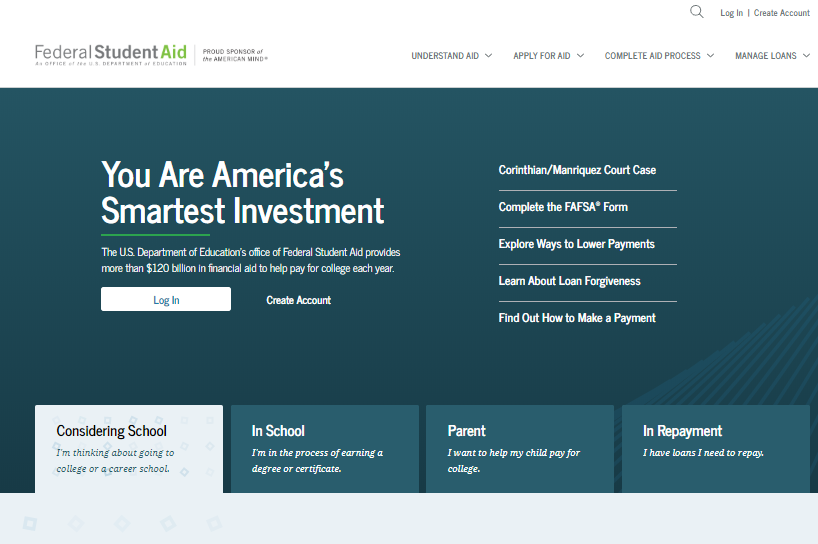 Log In | Create Account
Federal Student Aid
An OFFICE of the U.S. DEPARTMENT of EDUCATION
PROUD SPONSOR of
the AMERICAN MIND®
UNDERSTAND AID
APPLY FOR AID
COMPLETE AID PROCESS
MANAGE LOANS
You Are America's
Smartest Investment
The U.S. Department of Education's office of Federal Student Aid provides
more than $120 billion in financial aid to help pay for college each year.
Log In
Create Account
Corinthian/Manriquez Court Case
Complete the FAFSA® Form
Explore Ways to Lower Payments
Learn About Loan Forgiveness
Find Out How to Make a Payment
Considering School
I'm thinking about going to
college or a career school.
In School
I'm in the process of earning a
degree or certificate.
Parent
I want to help my child pay for
college.
In Repayment
I have loans I need to repay.